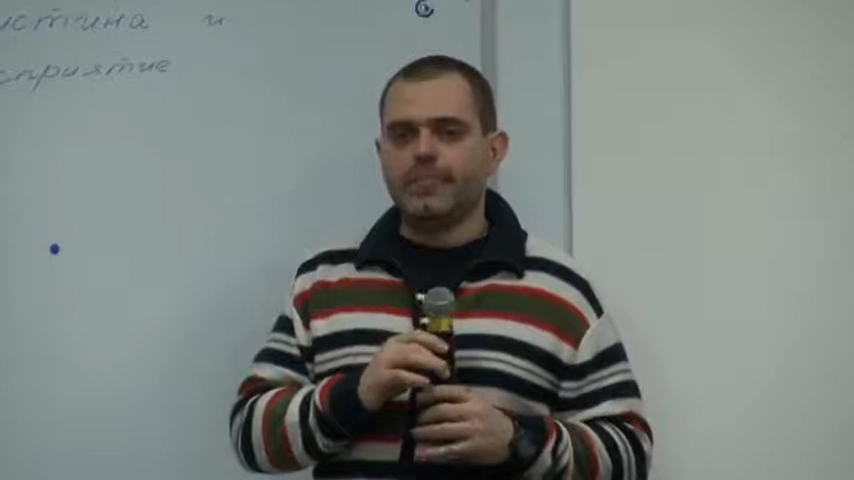 истина и
сприятие